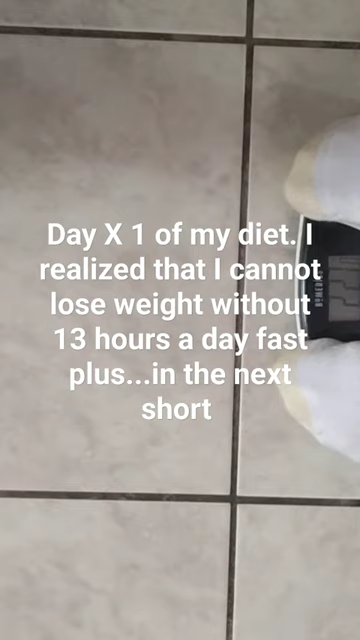 Day X 1 of my diet. I
realized that I cannot
lose weight without
13 hours a day fast
plus...in the next
short